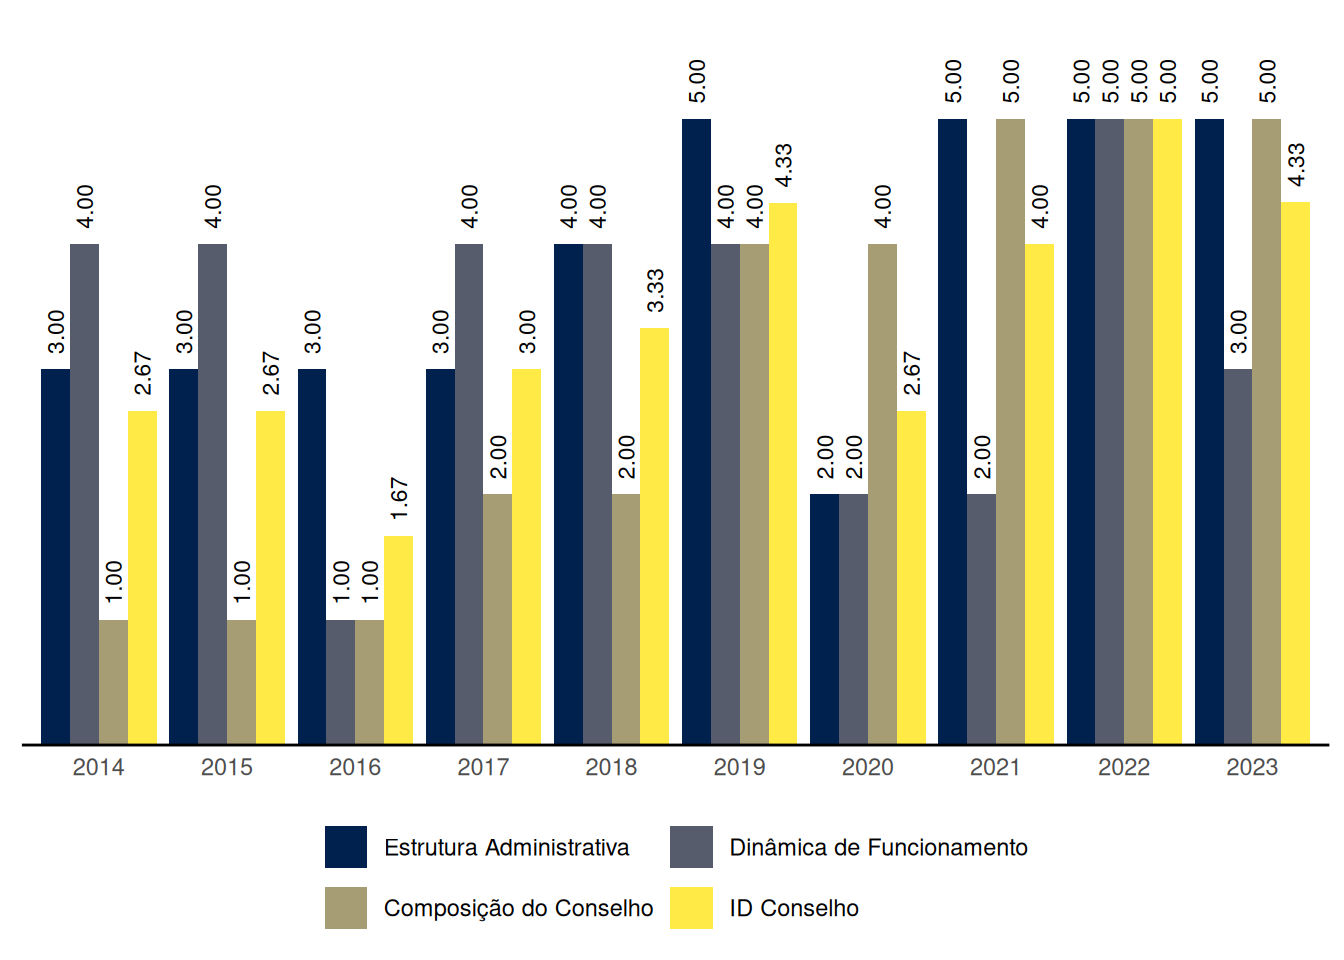 3.00 4.00 1.00 2.67 3.00 4.00 1.00 2.67 3.00 1.00 1.00 1.67 3.00 4.00 2.00 3.00 4.00 4.00 2.00 3.33 5.00 4.00 4.00 4.33 2.00 2.00 4.00 2.67 5.00 2.00 5.00 4.00 5.00 5.00 5.00 5.00 5.00 3.00 5.00 4.33
2014 2015 2016 2017 2018 2019 2020 2021 2022 2023
Estrutura Administrativa Dinâmica de Funcionamento
Composição do Conselho ID Conselho